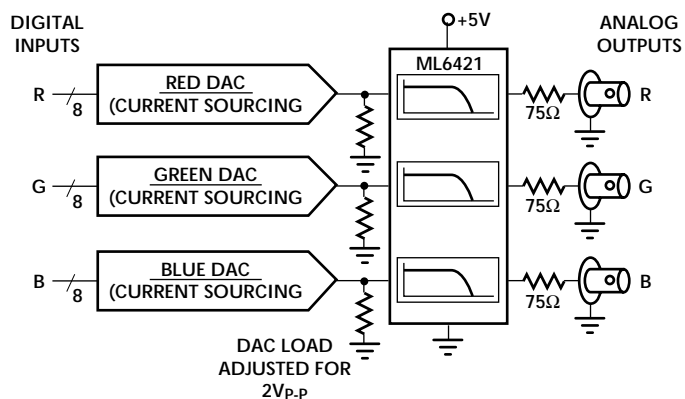 DIGITAL
INPUTS
+5V
ANALOG
OUTPUTS
ML6421
R
8
RED DAC
(CURRENT SOURCING
75Ω
R
G
8
GREEN DAC
(CURRENT SOURCING
75Ω
G
B
8
BLUE DAC
(CURRENT SOURCING
75Ω
B
DAC LOAD
ADJUSTED FOR
2VP-P